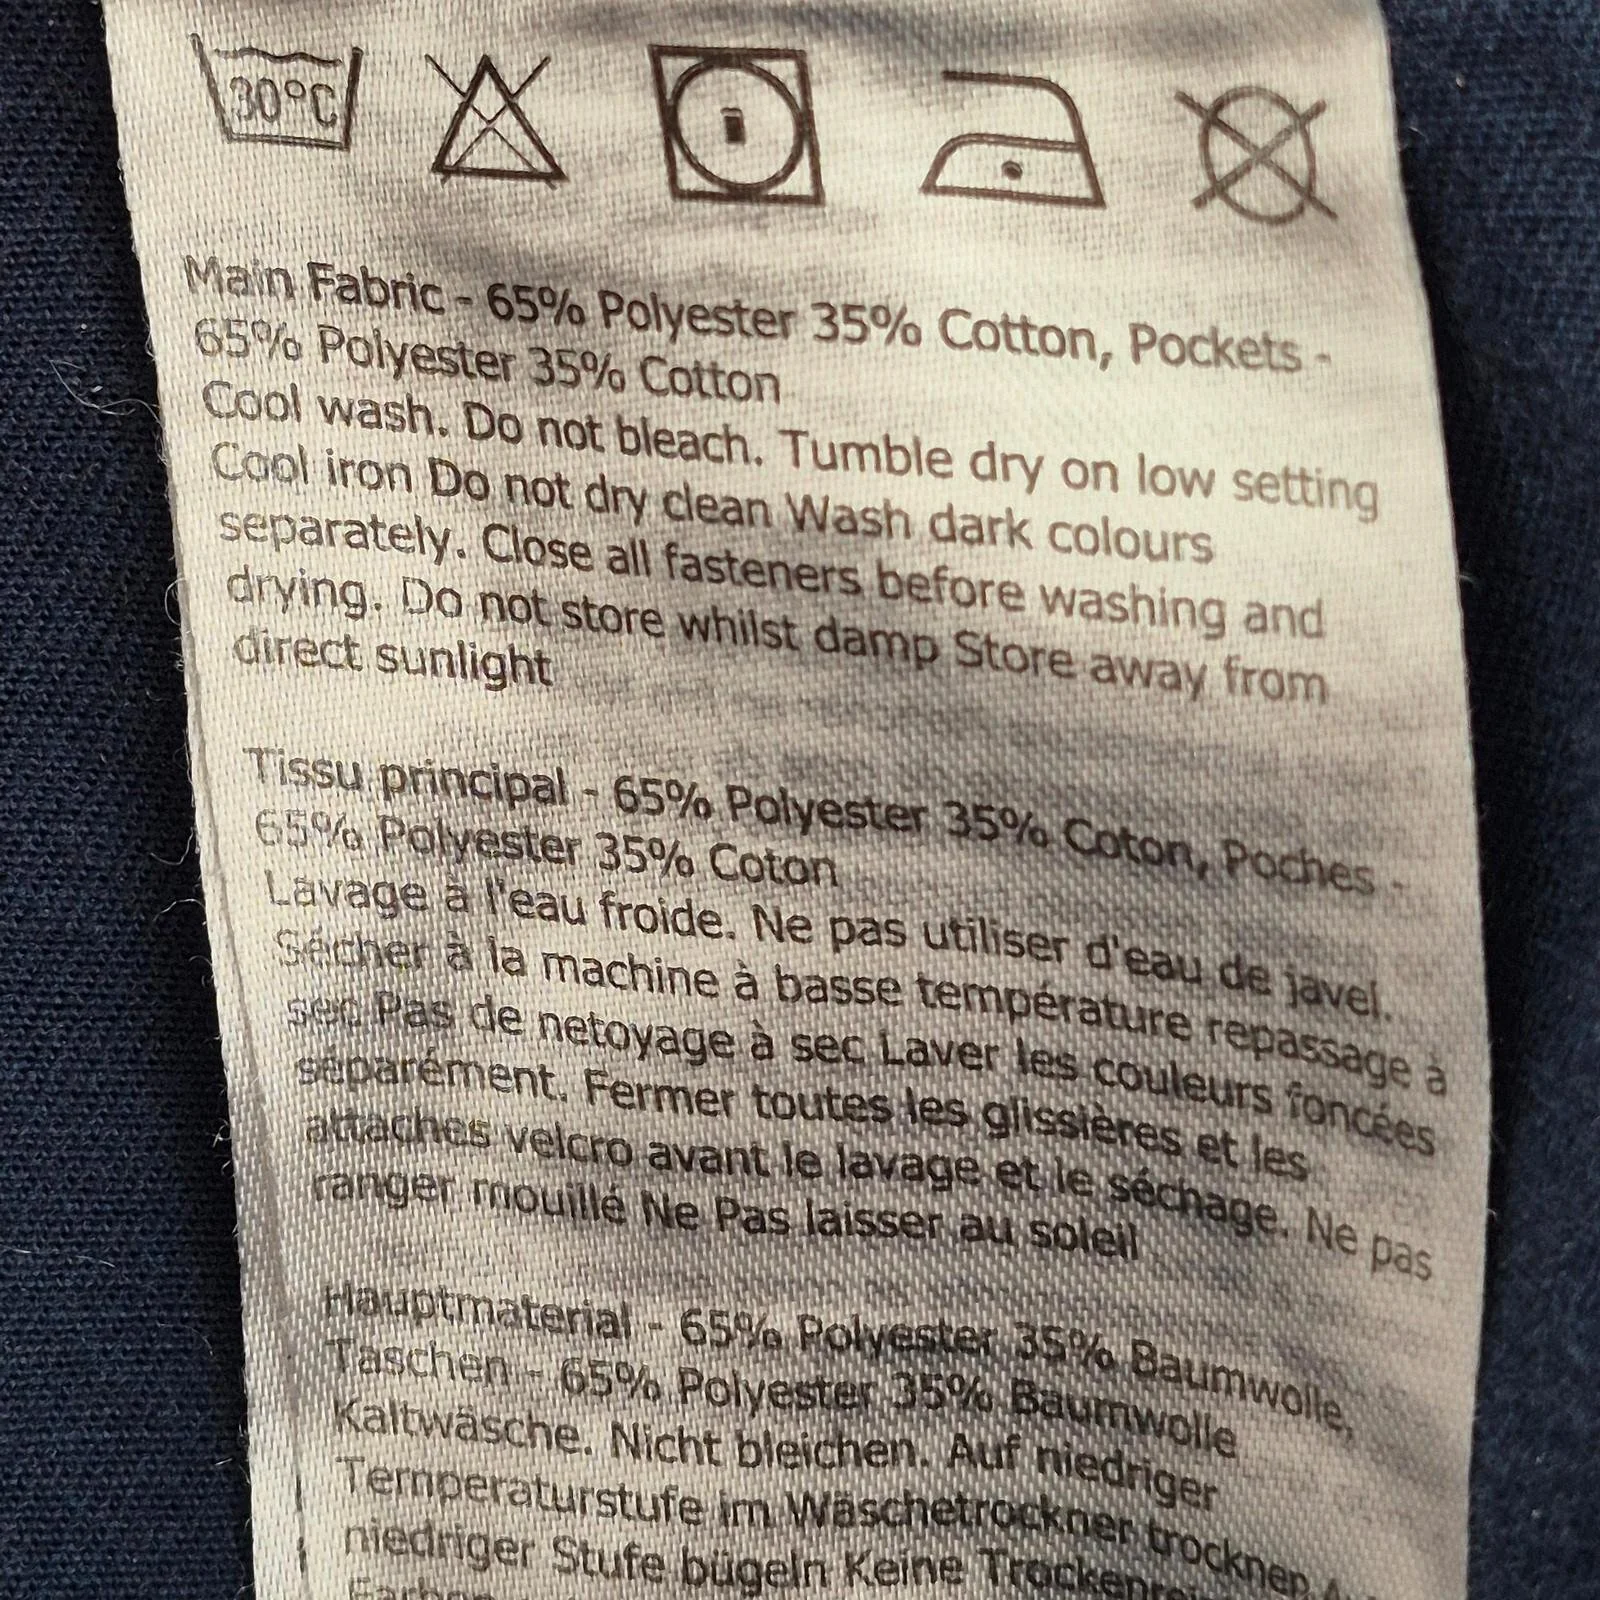 30°C
Main Fabric - 65% Polyester 35% Cotton, Pockets -
65% Polyester 35% Cotton
Cool wash. Do not bleach. Tumble dry on low setting
Cool iron Do not dry clean Wash dark colours
separately. Close all fasteners before washing and
drying. Do not store whilst damp Store away from
direct sunlight
Tissu principal - 65% Polyester 35% Coton, Poches -
65% Polyester 35% Coton
Lavage à l'eau froide. Ne pas utiliser d'eau de javel.
Sécher à la machine à basse température repassage à
sec Pas de netoyage à sec Laver les couleurs foncées
séparément. Fermer toutes les glissières et les
attaches velcro avant le lavage et le séchage. Ne pas
ranger mouillé Ne Pas laisser au soleil
Hauptmaterial - 65% Polyester 35% Baumwolle,
Taschen - 65% Polyester 35% Baumwolle
Kaltwäsche. Nicht bleichen. Auf niedriger
Temperaturstufe im Wäschetrockner trocknen.
niedriger Stufe bügeln Keine